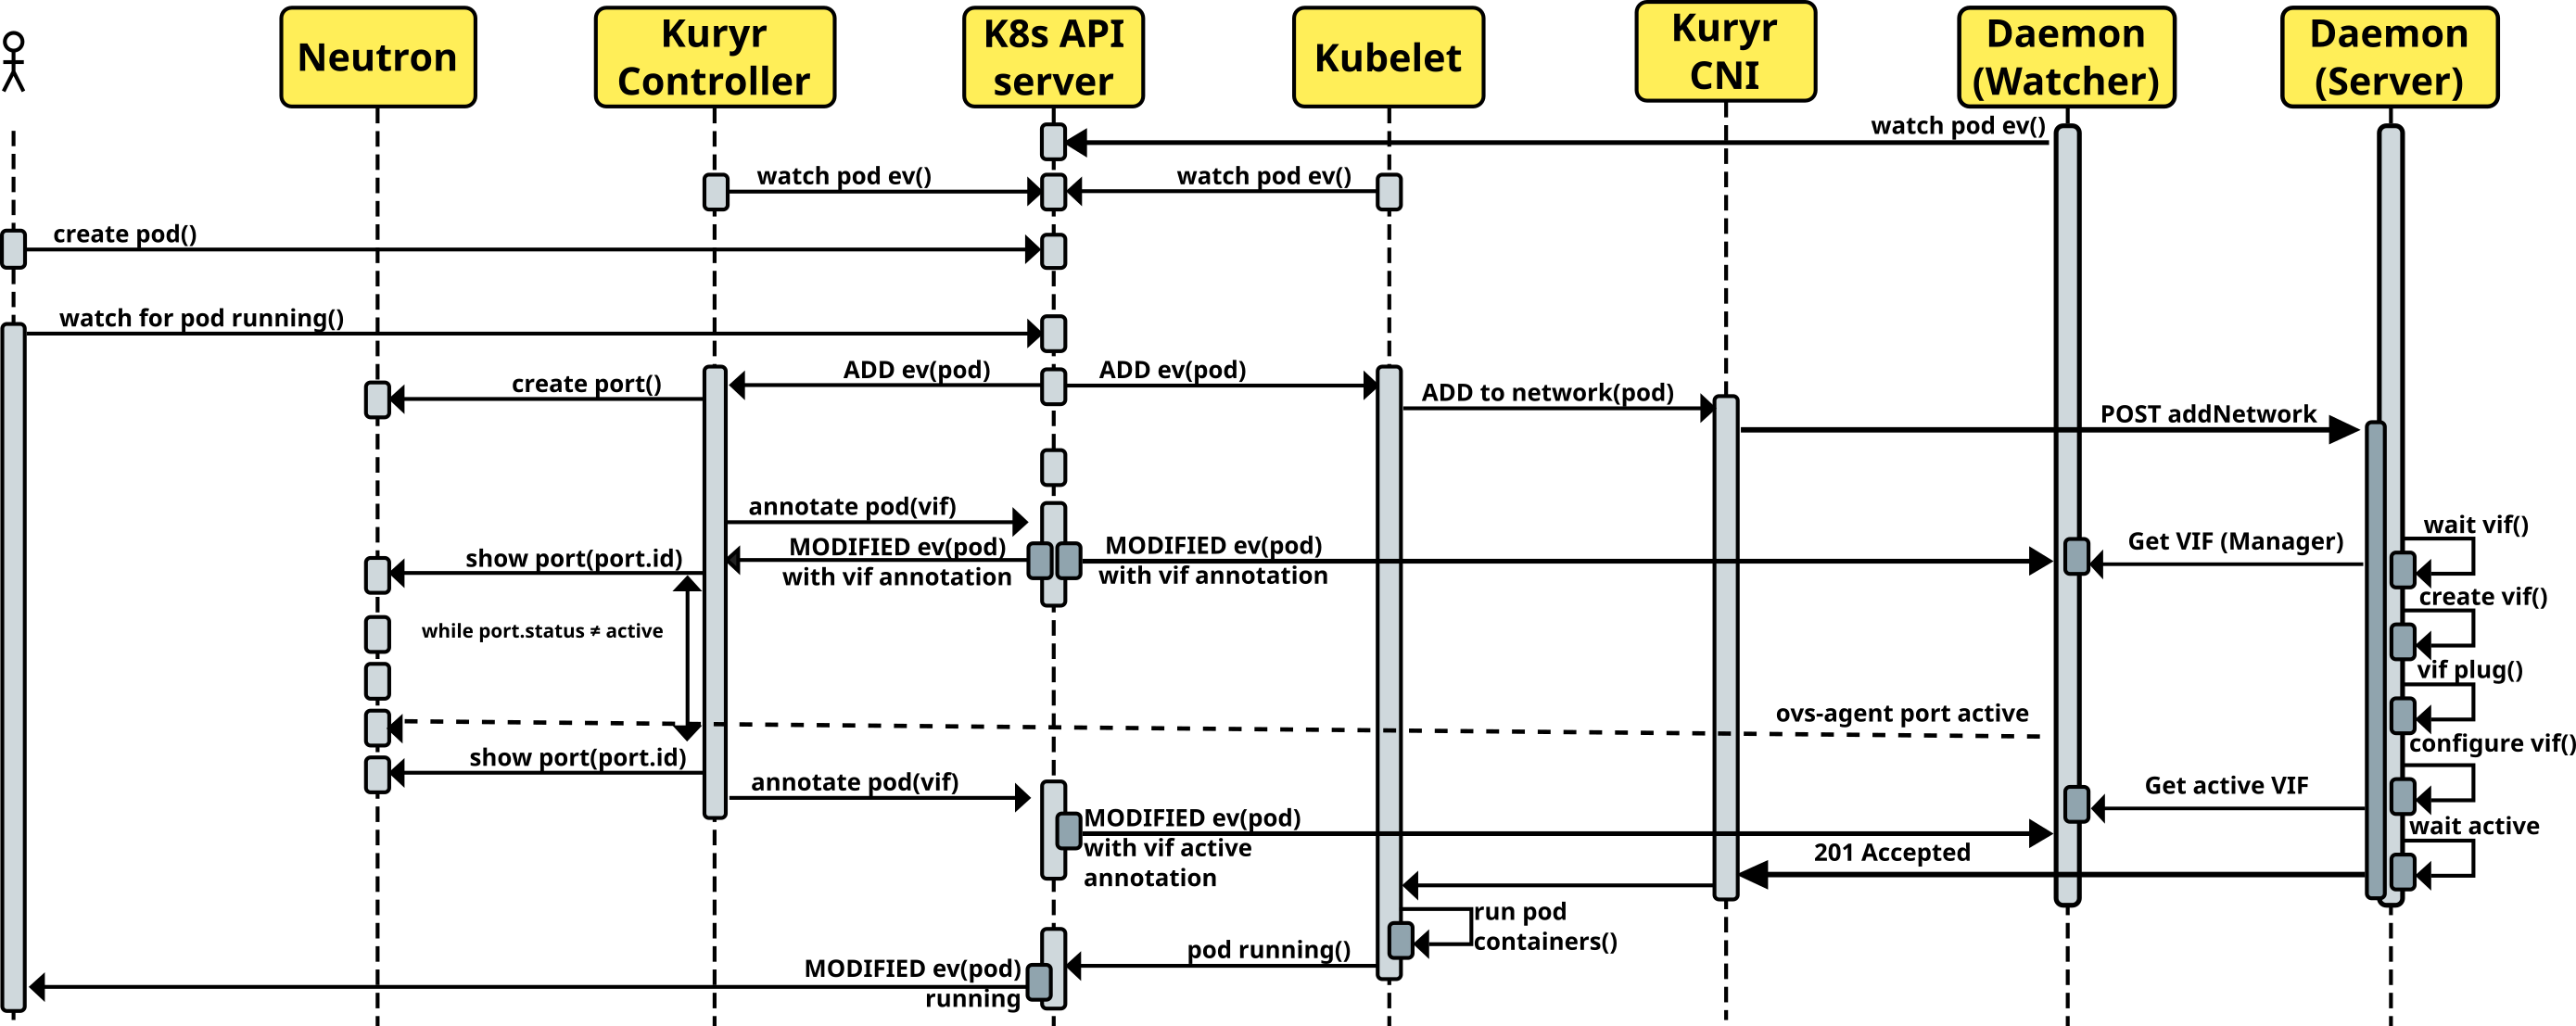 Neutron
Kuryr
Controller
K8s API
server
Kubelet
Kuryr
CNI
Daemon
(Watcher)
Daemon
(Server)
watch pod ev()
watch pod ev()
watch pod ev()
create pod()
watch for pod running()
create port()
ADD ev(pod)
ADD ev(pod)
ADD to network(pod)
POST addNetwork
annotate pod(vif)
wait vif()
show port(port.id)
MODIFIED ev(pod)
with vif annotation
MODIFIED ev(pod)
with vif annotation
Get VIF (Manager)
create vif()
while port.status ≠ active
vif plug()
ovs-agent port active
configure vif()
show port(port.id)
annotate pod(vif)
Get active VIF
MODIFIED ev(pod)
with vif active
annotation
wait active
201 Accepted
run pod
containers()
pod running()
MODIFIED ev(pod)
running